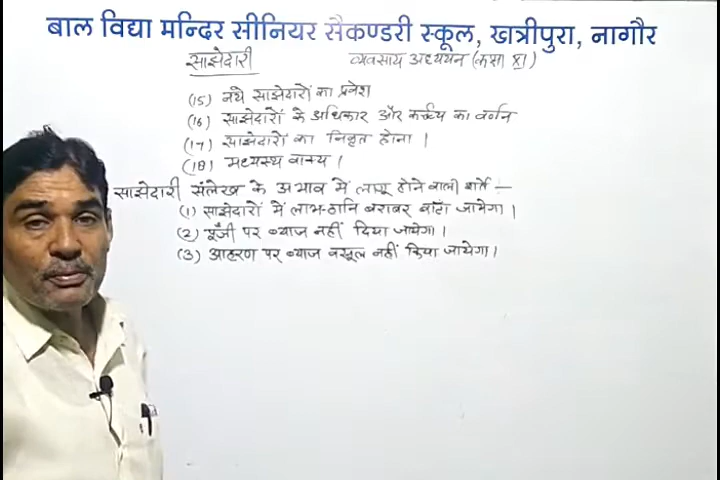 बाल विद्या मन्दिर सीनियर सैकण्डरी स्कूल, खात्रीपुरा, नागौर
साझेदारी व्यवसाय अध्ययन (कक्षा XI)
(15) नये साझेदारों का प्रवेश
(16) साझेदारों के अधिकार और कर्तव्य का वर्णन
(17) साझेदारों का निवृत होना ।
(18) मध्यस्थ वाक्य ।
साझेदारी संलेख के अभाव में लागू होने वाली शर्ते —
(1) साझेदारों में लाभ-हानि बराबर बांटा जायेगा ।
(2) पूँजी पर ब्याज नहीं दिया जायेगा ।
(3) आहरण पर ब्याज वसूल नहीं किया जायेगा ।